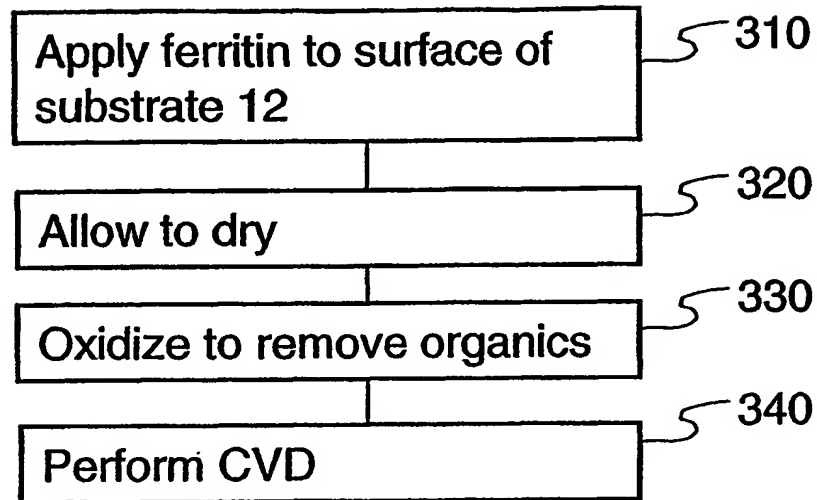 Apply ferritin to surface of
substrate 12
310
Allow to dry
320
Oxidize to remove organics
330
Perform CVD
340